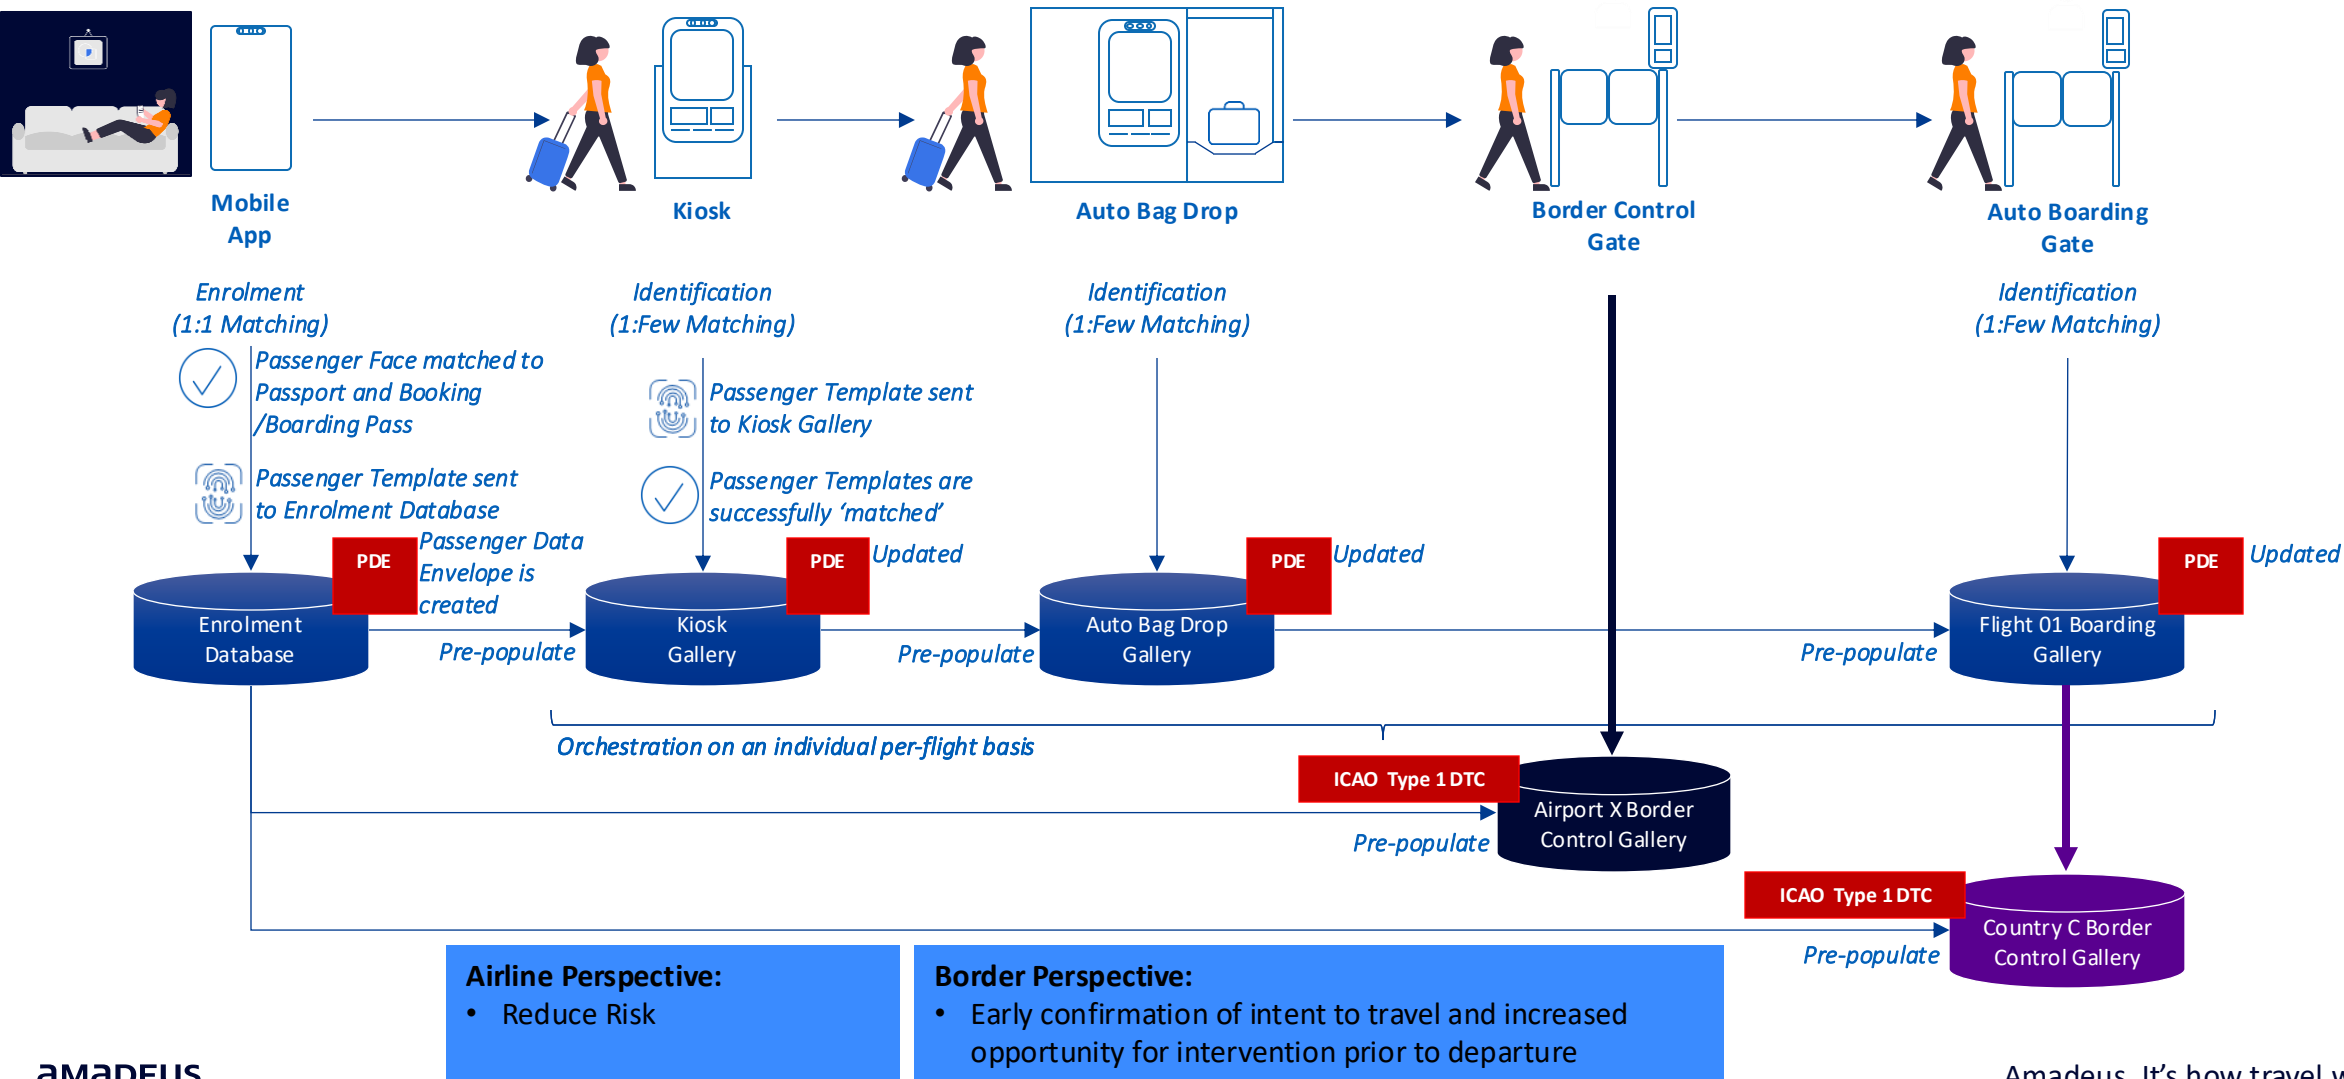 Mobile
App
Kiosk
Auto Bag Drop
Border Control
Gate
Auto Boarding
Gate
Enrolment
(1:1 Matching)
Identification
(1:Few Matching)
Identification
(1:Few Matching)
Identification
(1:Few Matching)
Passenger Face matched to
Passport and Booking
/Boarding Pass
Passenger Template sent
to Enrolment Database
Passenger Template sent
to Kiosk Gallery
Passenger Templates are
successfully ‘matched’
PDE
Passenger Data
Envelope is
created
PDE
Updated
PDE
Updated
PDE
Updated
Enrolment
Database
Pre-populate
Kiosk
Gallery
Pre-populate
Auto Bag Drop
Gallery
Pre-populate
Flight 01 Boarding
Gallery
Orchestration on an individual per-flight basis
ICAO Type 1 DTC
Airport X Border
Control Gallery
Pre-populate
ICAO Type 1 DTC
Country C Border
Control Gallery
Pre-populate
Airline Perspective:
• Reduce Risk
Border Perspective:
• Early confirmation of intent to travel and increased
opportunity for intervention prior to departure
amadeus
Amadeus. It’s how travel w